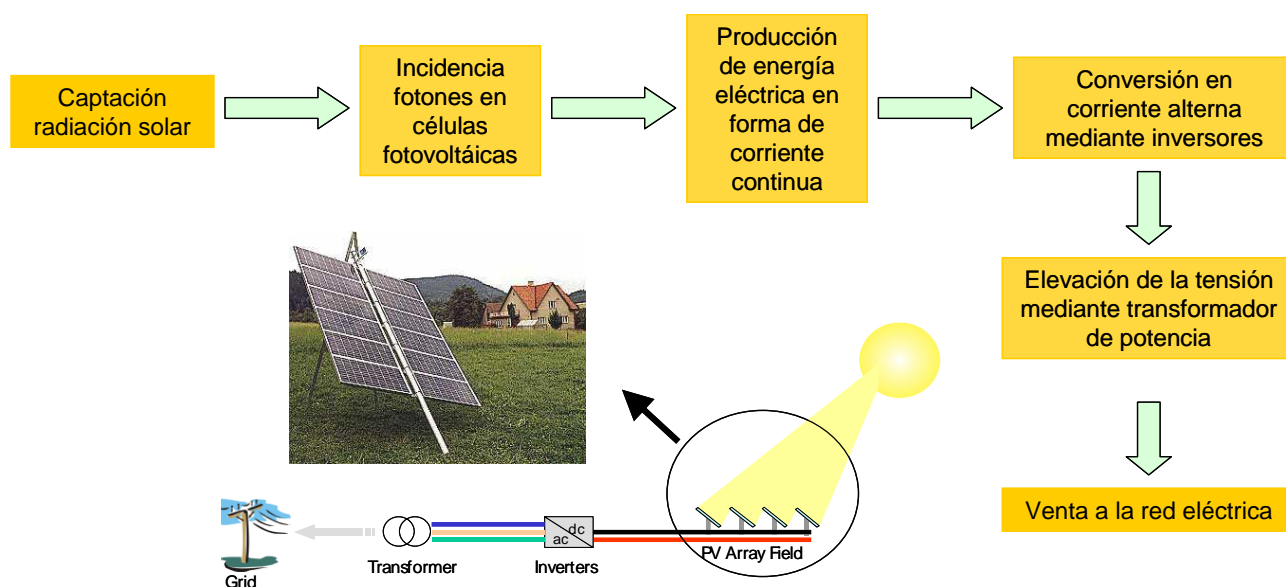 Captación
radiación solar
Incidencia
fotones en
células
fotovoltáicas
Producción
de energía
eléctrica en
forma de
corriente
continua
Conversión en
corriente alterna
mediante inversores
Elevación de la tensión
mediante transformador
de potencia
Venta a la red eléctrica
Grid
Transformer
dc
ac
Inverters
PV Array Field